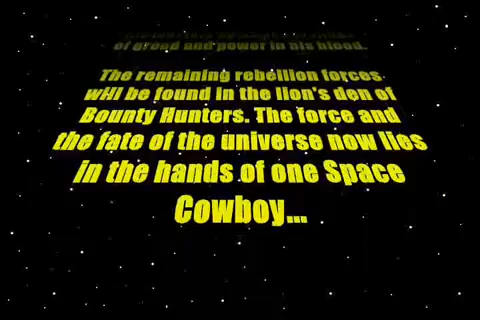 of greed and power in his blood.
The remaining rebellion forces
will be found in the lion's den of
Bounty Hunters. The force and
the fate of the universe now lies
in the hands of one Space
Cowboy...